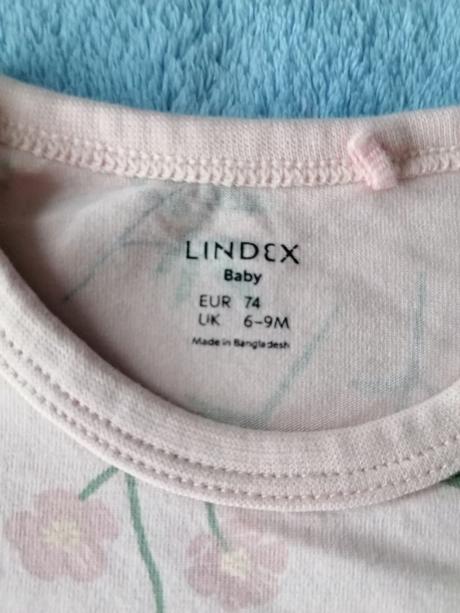 LINDEX
Baby
EUR 74
UK 6-9M
Made in Bangladesh